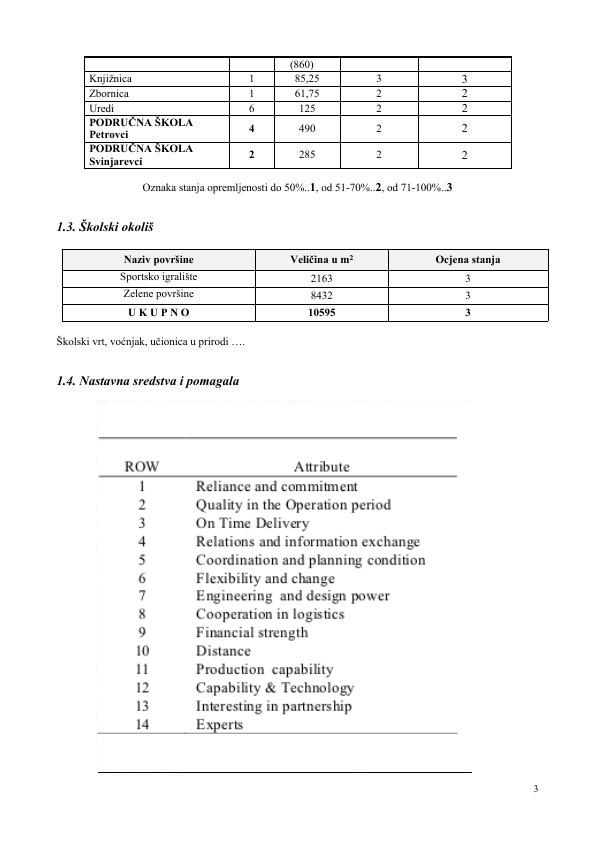 (860)
Knjižnica 1 85,25 3 3
Zbornica 1 61,75 2 2
Uredi 6 125 2 2
PODRUČNA ŠKOLA
Petrovci 4 490 2 2
PODRUČNA ŠKOLA
Svinjarevci 2 285 2 2
Oznaka stanja opremljenosti do 50%..1, od 51-70%..2, od 71-100%..3
1.3. Školski okoliš
Naziv površine Veličina u m² Ocjena stanja
Sportsko igralište 2163 3
Zelene površine 8432 3
U K U P N O 10595 3
Školski vrt, voćnjak, učionica u prirodi ….
1.4. Nastavna sredstva i pomagala
ROW Attribute
1 Reliance and commitment
2 Quality in the Operation period
3 On Time Delivery
4 Relations and information exchange
5 Coordination and planning condition
6 Flexibility and change
7 Engineering and design power
8 Cooperation in logistics
9 Financial strength
10 Distance
11 Production capability
12 Capability & Technology
13 Interesting in partnership
14 Experts
3